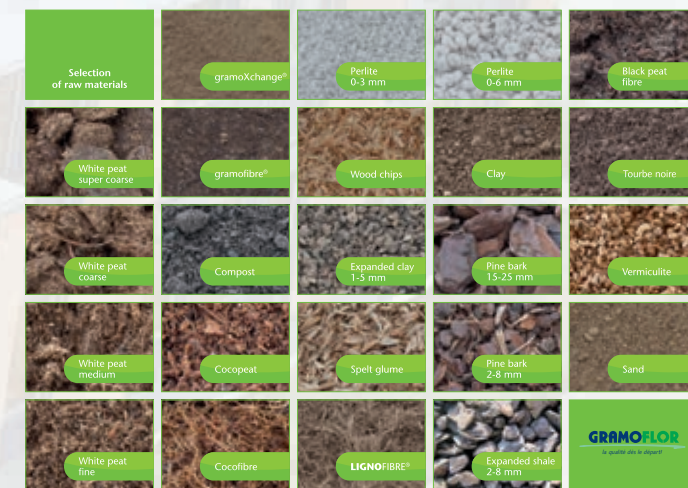 Selection
of raw materials
gramoXchange®
Perlite
0-3 mm
Perlite
0-6 mm
Black peat
fibre
White peat
super coarse
gramofibre®
Wood chips
Clay
Tourbe noire
White peat
coarse
Compost
Expanded clay
1-5 mm
Pine bark
15-25 mm
Vermiculite
White peat
medium
Cocopeat
Spelt glume
Pine bark
2-8 mm
Sand
White peat
fine
Cocofibre
LIGNOFIBRE®
Expanded shale
2-8 mm
GRAMOFLOR
la qualité dès le départ!